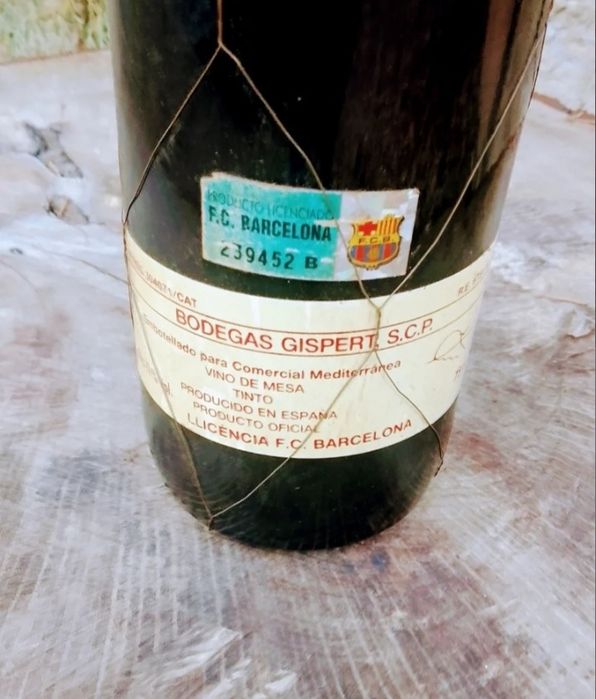 PRODUCTO LICENCIADO
F.C. BARCELONA
239452 B
F.C.B.
BODEGAS GISPERT, S.C.P.
Embotellado para Comercial Mediterránea
VINO DE MESA
TINTO
PRODUCIDO EN ESPAÑA
PRODUCTO OFICIAL
LLICÈNCIA F.C. BARCELONA